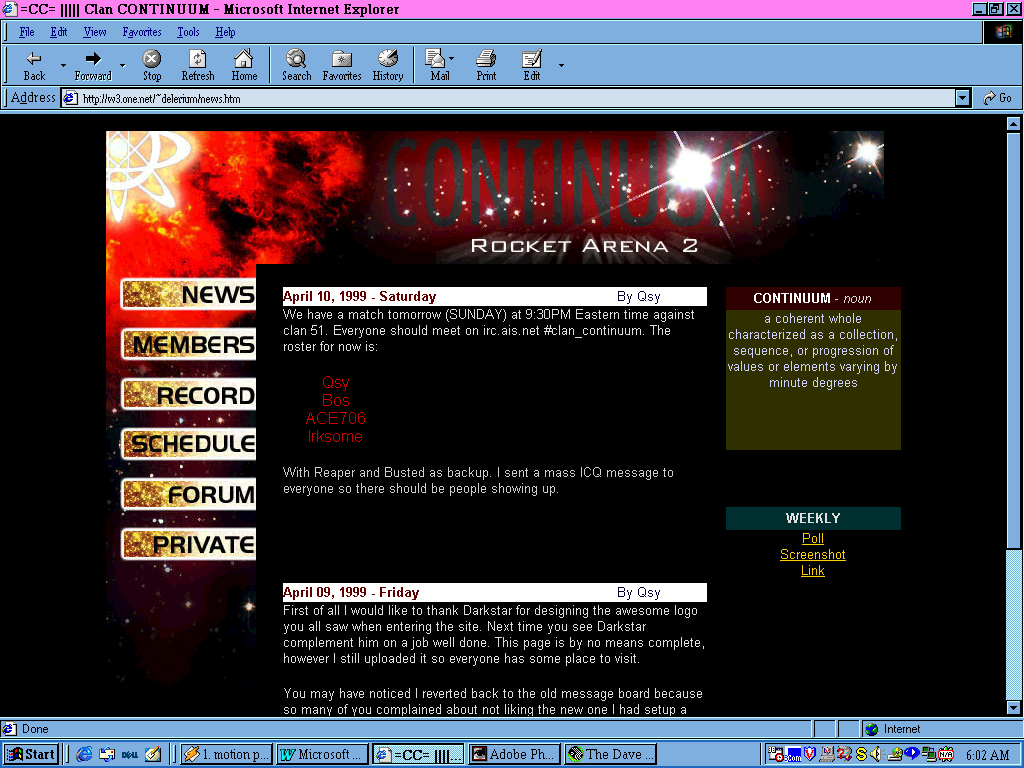 =CC= ||||| Clan CONTINUUM - Microsoft Internet Explorer
File Edit View Favorites Tools Help
Back Forward Stop Refresh Home Search Favorites History Mail Print Edit
Address http://w3.one.net/~delerium/news.htm Go
CONTINUUM
ROCKET ARENA 2
NEWS
MEMBERS
RECORD
SCHEDULE
FORUM
PRIVATE
April 10, 1999 - Saturday By Qsy
We have a match tomorrow (SUNDAY) at 9:30PM Eastern time against
clan 51. Everyone should meet on irc.ais.net #clan_continuum. The
roster for now is:
Qsy
Bos
ACE706
Irksome
With Reaper and Busted as backup. I sent a mass ICQ message to
everyone so there should be people showing up.
April 09, 1999 - Friday By Qsy
First of all I would like to thank Darkstar for designing the awesome logo
you all saw when entering the site. Next time you see Darkstar
complement him on a job well done. This page is by no means complete,
however I still uploaded it so everyone has some place to visit.
You may have noticed I reverted back to the old message board because
so many of you complained about not liking the new one I had setup a
CONTINUUM - noun
a coherent whole
characterized as a collection,
sequence, or progression of
values or elements varying by
minute degrees
WEEKLY
Poll
Screenshot
Link
Done Internet
Start DELL 1. motion p... Microsoft ... =CC= ||||... Adobe Ph... The Dave ... 6:02 AM